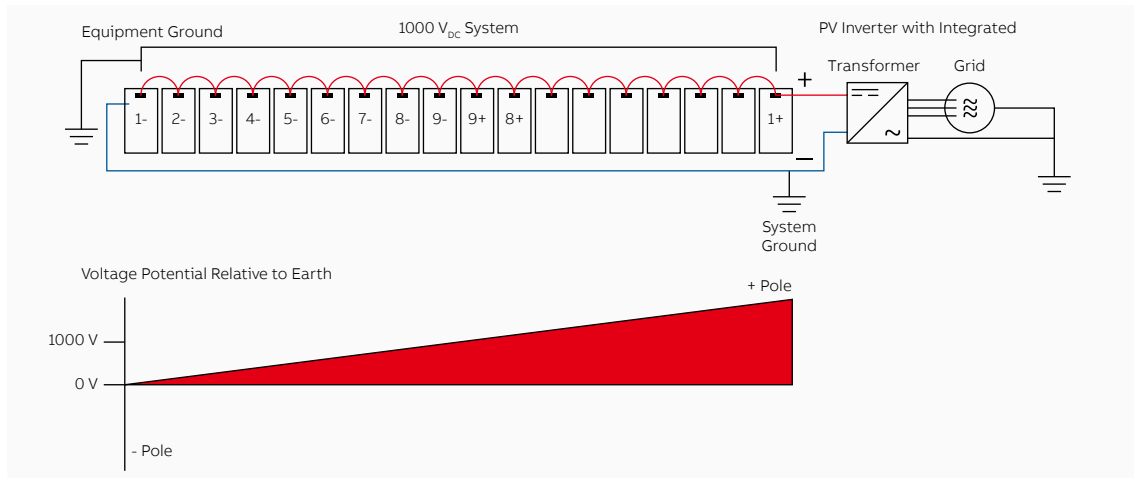 Equipment Ground
1000 VDC System
PV Inverter with Integrated
Transformer
Grid
+
1- 2- 3- 4- 5- 6- 7- 8- 9- 9+ 8+ 1+
–
System
Ground
Voltage Potential Relative to Earth
+ Pole
1000 V
0 V
- Pole